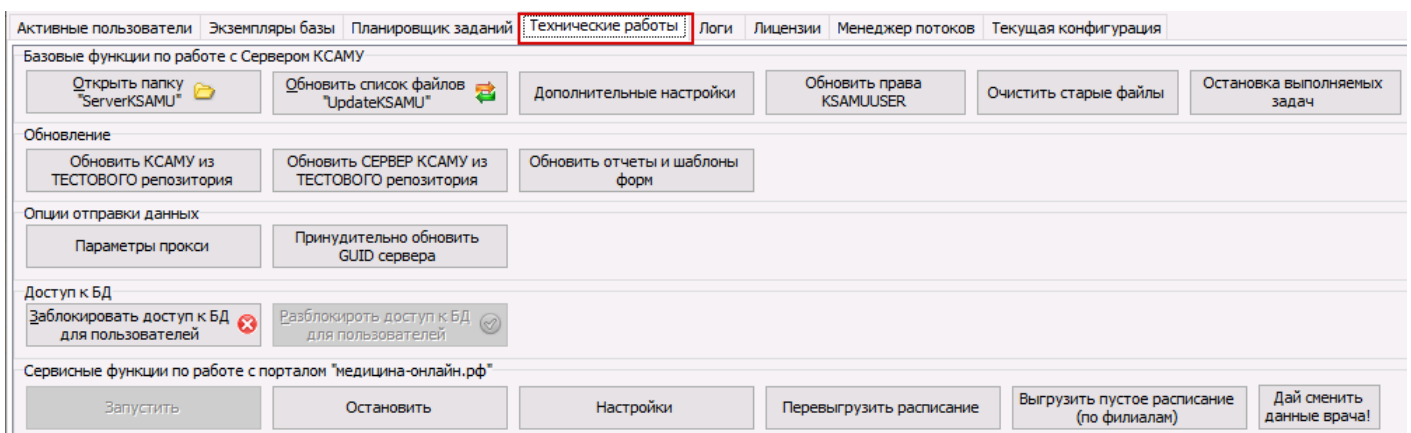 Активные пользователи Экземпляры базы Планировщик заданий Технические работы Логи Лицензии Менеджер потоков Текущая конфигурация
Базовые функции по работе с Сервером КСАМУ
Открыть папку "ServerKSAMU"
Обновить список файлов "UpdateKSAMU"
Дополнительные настройки
Обновить права KSAMUUSER
Очистить старые файлы
Остановка выполняемых задач
Обновление
Обновить КСАМУ из ТЕСТОВОГО репозитория
Обновить СЕРВЕР КСАМУ из ТЕСТОВОГО репозитория
Обновить отчеты и шаблоны форм
Опции отправки данных
Параметры прокси
Принудительно обновить GUID сервера
Доступ к БД
Заблокировать доступ к БД для пользователей
Разблокироть доступ к БД для пользователей
Сервисные функции по работе с порталом "медицина-онлайн.рф"
Запустить
Остановить
Настройки
Перевыгрузить расписание
Выгрузить пустое расписание (по филиалам)
Дай сменить данные врача!